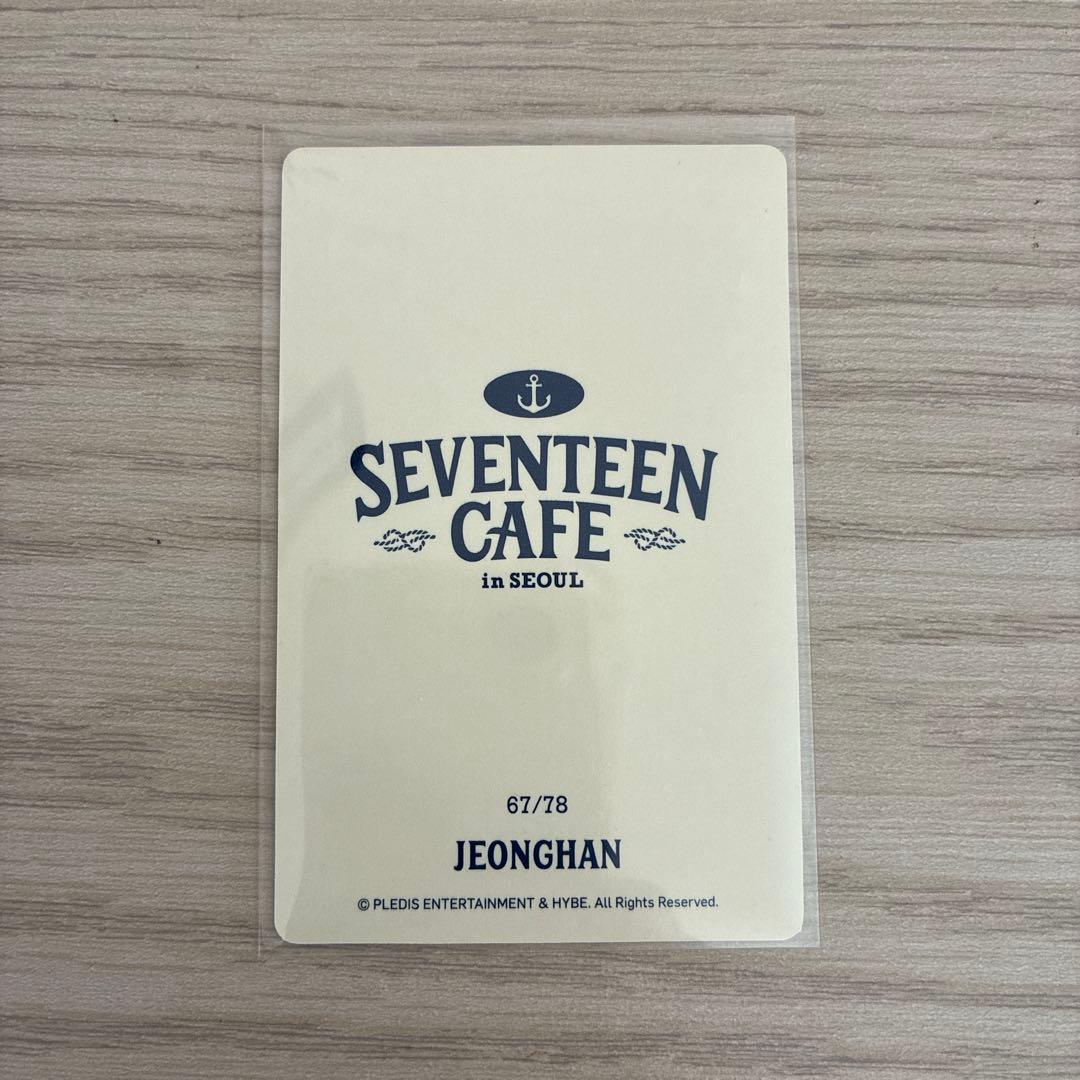 SEVENTEEN
CAFE
in SEOUL
67/78
JEONGHAN
© PLEDIS ENTERTAINMENT & HYBE. All Rights Reserved.